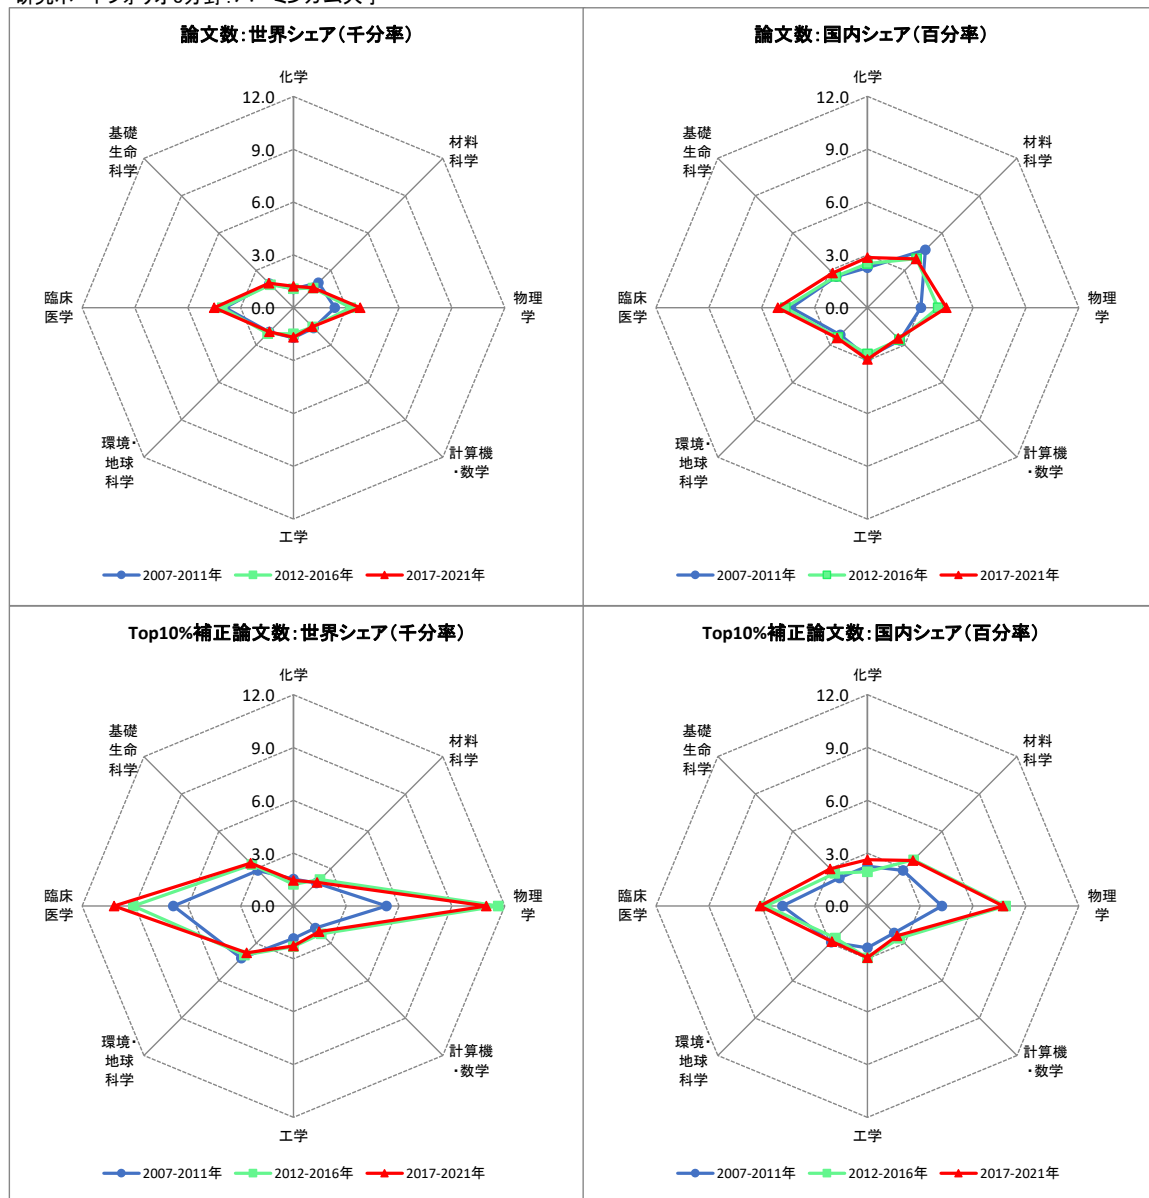 論文数：世界シェア（千分率）
化学
12.0
9.0
6.0
3.0
0.0
材料
科学
物理
学
計算機
・数学
工学
環境・
地球
科学
臨床
医学
基礎
生命
科学
2007-2011年 2012-2016年 2017-2021年
論文数：国内シェア（百分率）
化学
12.0
9.0
6.0
3.0
0.0
材料
科学
物理
学
計算機
・数学
工学
環境・
地球
科学
臨床
医学
基礎
生命
科学
2007-2011年 2012-2016年 2017-2021年
Top10%補正論文数：世界シェア（千分率）
化学
12.0
9.0
6.0
3.0
0.0
材料
科学
物理
学
計算機
・数学
工学
環境・
地球
科学
臨床
医学
基礎
生命
科学
2007-2011年 2012-2016年 2017-2021年
Top10%補正論文数：国内シェア（百分率）
化学
12.0
9.0
6.0
3.0
0.0
材料
科学
物理
学
計算機
・数学
工学
環境・
地球
科学
臨床
医学
基礎
生命
科学
2007-2011年 2012-2016年 2017-2021年